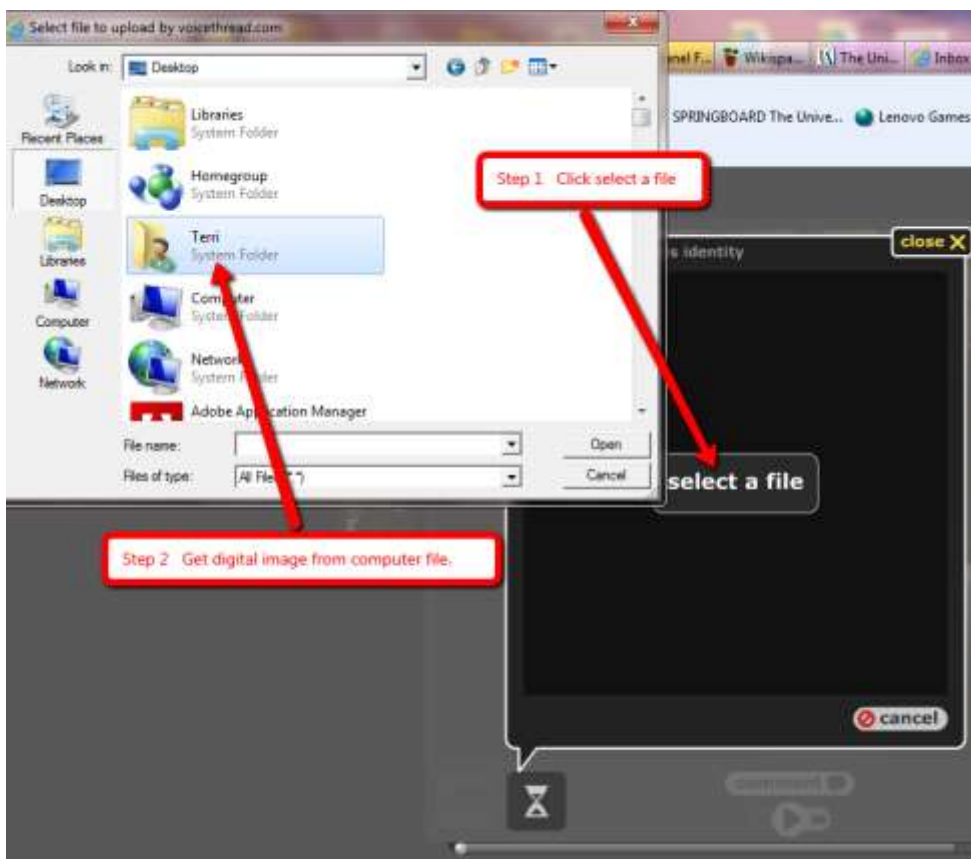 Select file to upload by voicethread.com
Look in:
Desktop
Wikispa...
The Uni...
Inbox
SPRINGBOARD The Unive...
Lenovo Games
Recent Places
Desktop
Libraries
Computer
Network
Libraries
System Folder
Homegroup
System Folder
Terri
System Folder
Computer
System Folder
Network
System Folder
Adobe Application Manager
File name:
Open
Files of type:
Cancel
Step 1 Click select a file
close X
identity
select a file
Step 2 Get digital image from computer file.
cancel
comment